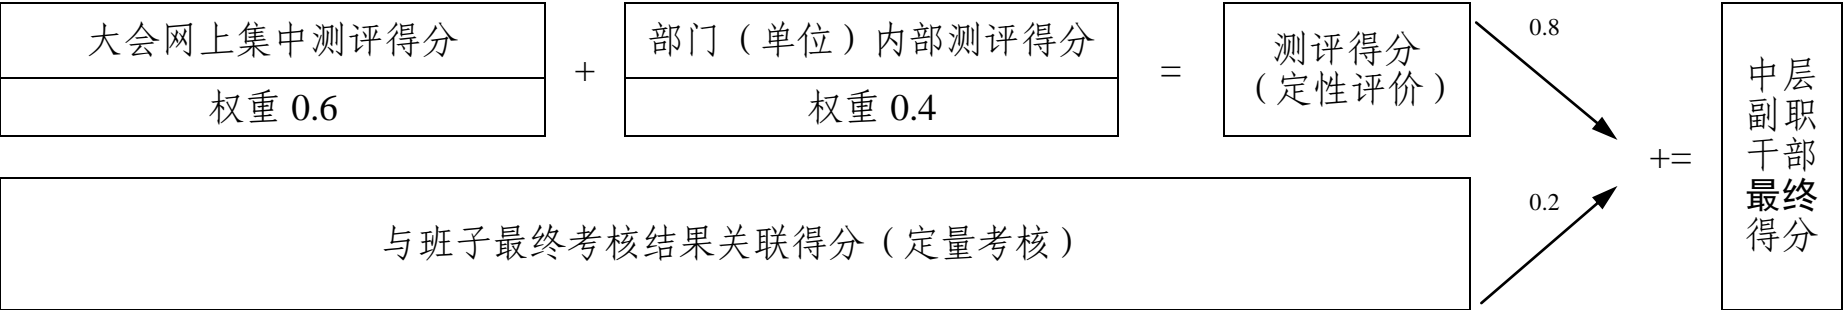 大会网上集中测评得分
权重 0.6
+
部门（单位）内部测评得分
权重 0.4
=
测评得分
（定性评价）
0.8
与班子最终考核结果关联得分（定量考核）
0.2
+=
中层
副职
干部
最终
得分